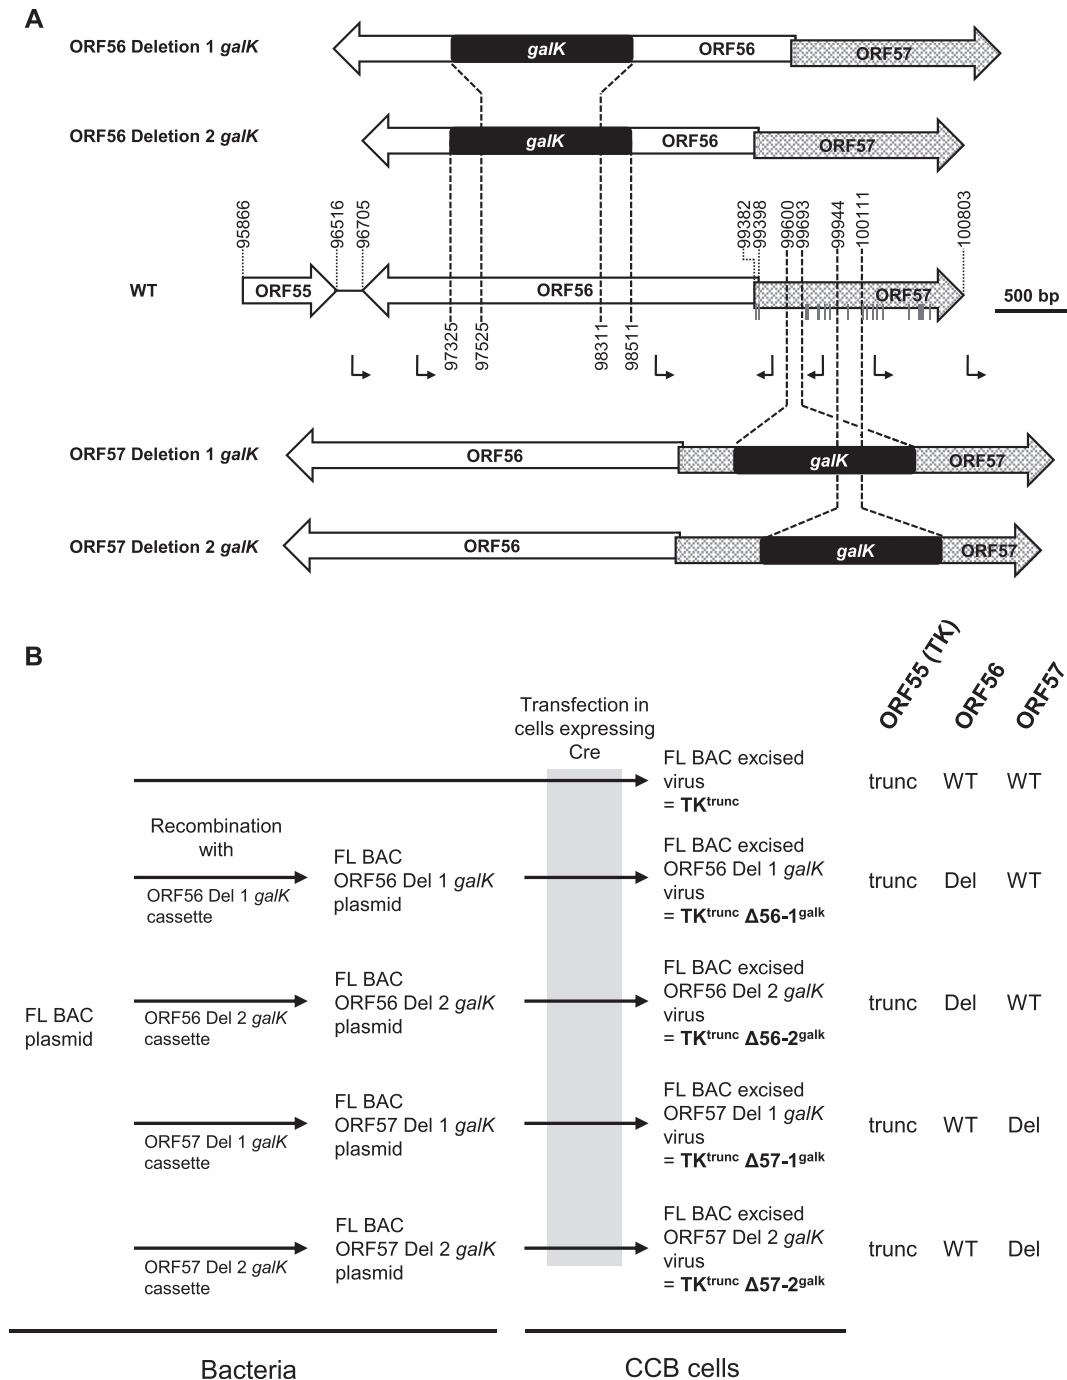 A
ORF56 Deletion 1 galK
galK
ORF56
ORF57
ORF56 Deletion 2 galK
galK
ORF56
ORF57
95866
96516
96705
99382
99398
99600
99693
99944
100111
100803
WT
ORF55
ORF56
ORF57
500 bp
97325
97525
98311
98511
ORF57 Deletion 1 galK
ORF56
galK
ORF57
ORF57 Deletion 2 galK
ORF56
galK
ORF57
B
ORF55 (TK)
ORF56
ORF57
Transfection in
cells expressing
Cre
FL BAC excised
virus
= TKtrunc
trunc
WT
WT
Recombination
with
ORF56 Del 1 galK
cassette
FL BAC
ORF56 Del 1 galK
plasmid
FL BAC excised
ORF56 Del 1 galK
virus
= TKtrunc Δ56-1galk
trunc
Del
WT
FL BAC
plasmid
ORF56 Del 2 galK
cassette
FL BAC
ORF56 Del 2 galK
plasmid
FL BAC excised
ORF56 Del 2 galK
virus
= TKtrunc Δ56-2galk
trunc
Del
WT
ORF57 Del 1 galK
cassette
FL BAC
ORF57 Del 1 galK
plasmid
FL BAC excised
ORF57 Del 1 galK
virus
= TKtrunc Δ57-1galk
trunc
WT
Del
ORF57 Del 2 galK
cassette
FL BAC
ORF57 Del 2 galK
plasmid
FL BAC excised
ORF57 Del 2 galK
virus
= TKtrunc Δ57-2galk
trunc
WT
Del
Bacteria
CCB cells